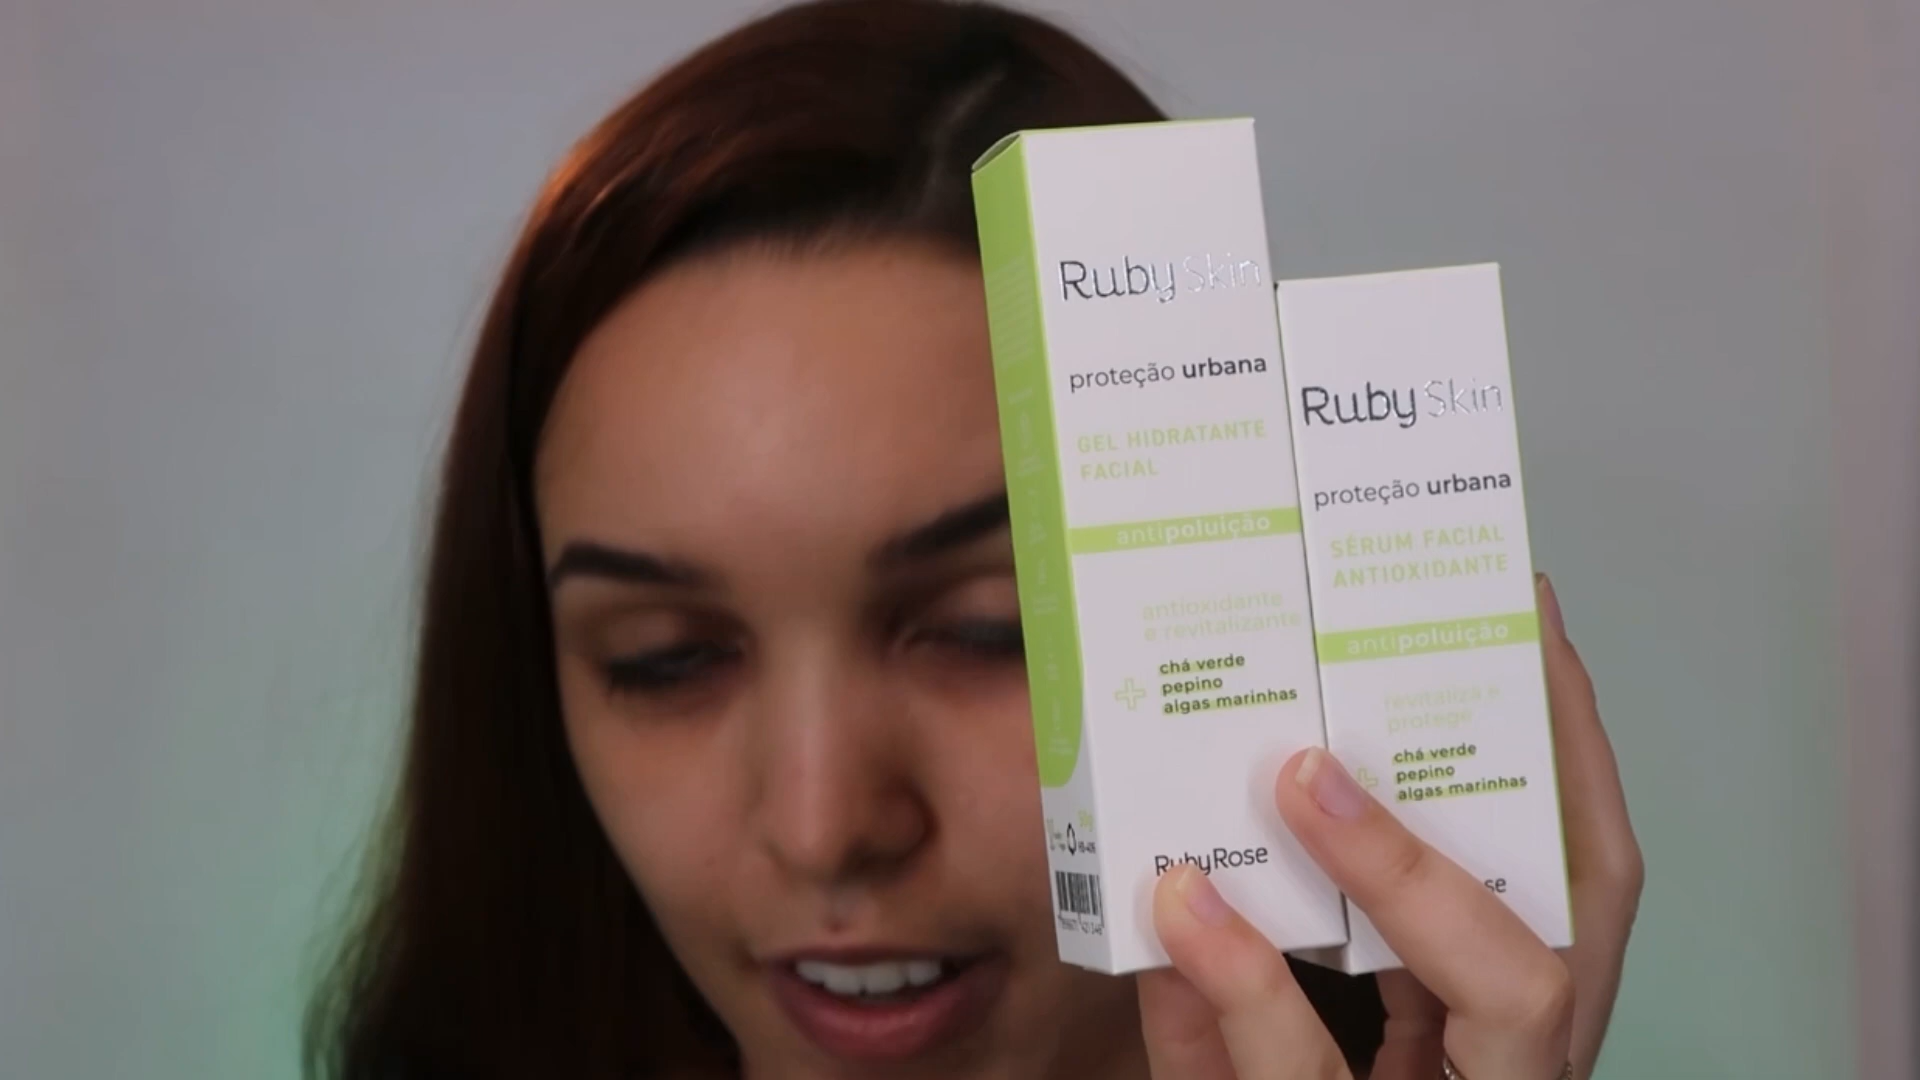 Ruby Skin
proteção urbana
GEL HIDRATANTE
FACIAL
antipoluição
antioxidante
e revitalizante
chá verde
pepino
algas marinhas
RubyRose
Ruby Skin
proteção urbana
SÉRUM FACIAL
ANTIOXIDANTE
antipoluição
revitaliza e
protege
chá verde
pepino
algas marinhas
se